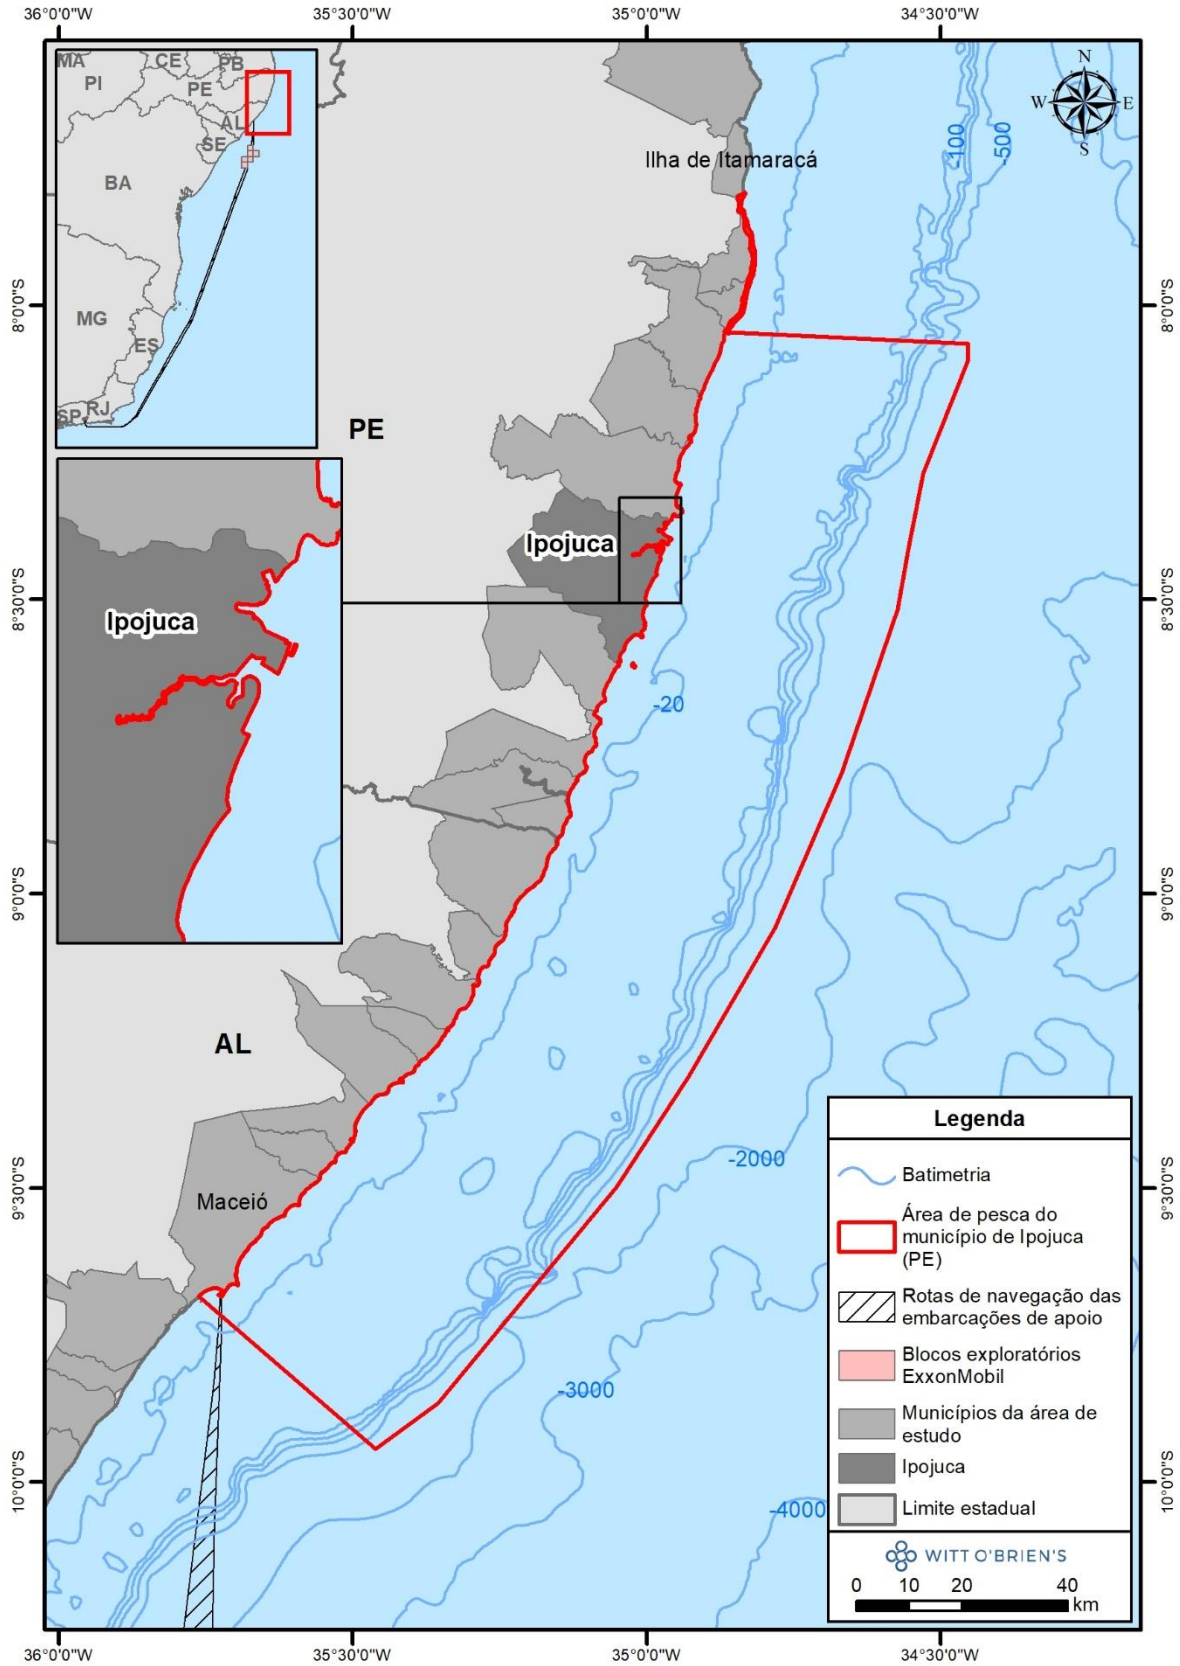 36°0'0"W
35°30'0"W
35°0'0"W
34°30'0"W
MA
CE
PB
PI
PE
AL
SE
BA
MG
ES
RJ
SP
N
W
E
S
-100
-500
Ilha de Itamaracá
8°0'0"S
8°0'0"S
PE
Ipojuca
Ipojuca
8°30'0"S
8°30'0"S
-20
9°0'0"S
9°0'0"S
AL
Maceió
-2000
9°30'0"S
9°30'0"S
-3000
-4000
10°0'0"S
10°0'0"S
Legenda
Batimetria
Área de pesca do
município de Ipojuca
(PE)
Rotas de navegação das
embarcações de apoio
Blocos exploratórios
ExxonMobil
Municípios da área de
estudo
Ipojuca
Limite estadual
WITT O'BRIEN'S
0 10 20 40
km
36°0'0"W
35°30'0"W
35°0'0"W
34°30'0"W